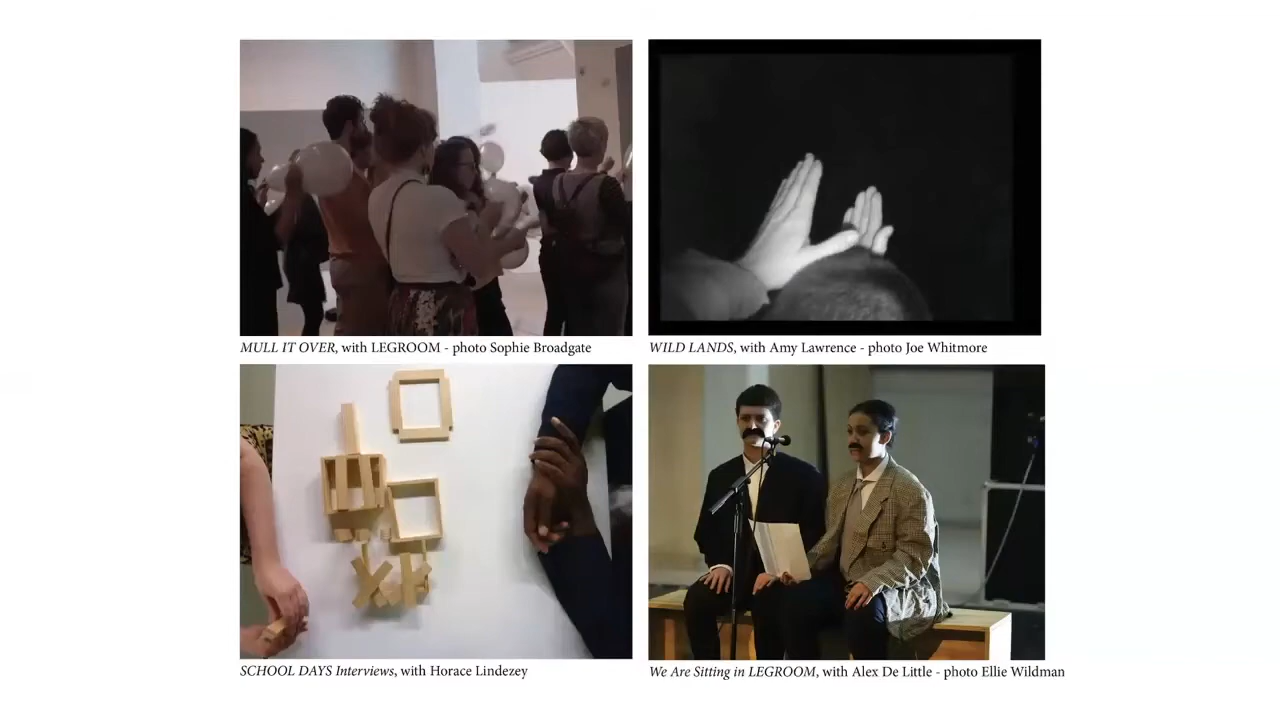 MULL IT OVER, with LEGROOM - photo Sophie Broadgate
WILD LANDS, with Amy Lawrence - photo Joe Whitmore
SCHOOL DAYS Interviews, with Horace Lindezey
We Are Sitting in LEGROOM, with Alex De Little - photo Ellie Wildman